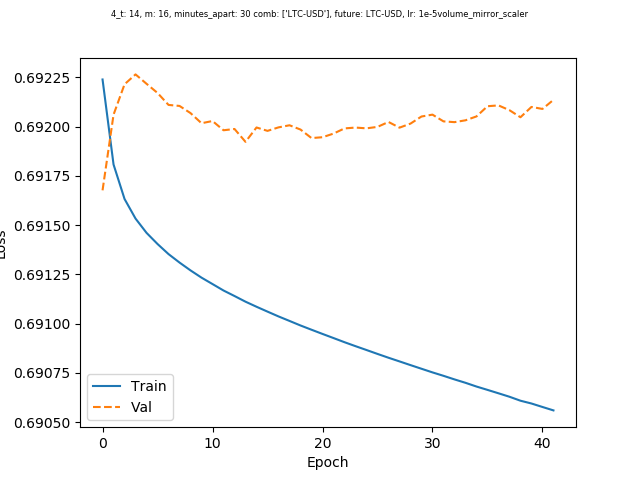 4_t: 14, m: 16, minutes_apart: 30 comb: ['LTC-USD'], future: LTC-USD, lr: 1e-5volume_mirror_scaler
0.69225
0.69200
0.69175
0.69150
0.69125
0.69100
0.69075
0.69050
Loss
Train
Val
0 10 20 30 40
Epoch